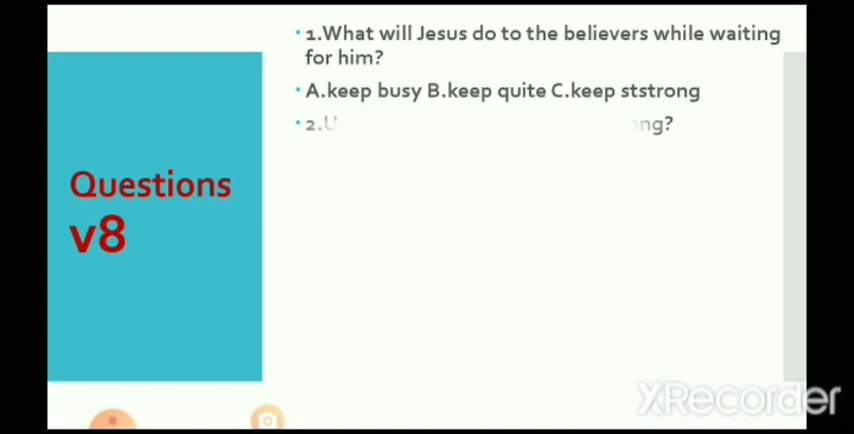 • 1.What will Jesus do to the believers while waiting
for him?
• A.keep busy B.keep quite C.keep ststrong
• 2.U
Questions
v8
XRecorder